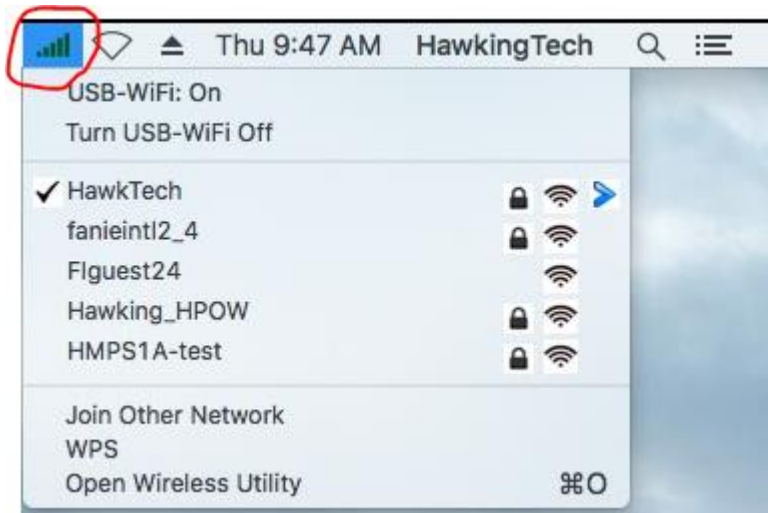 Thu 9:47 AM HawkingTech
USB-WiFi: On
Turn USB-WiFi Off
HawkTech
fanieintl2_4
FIguest24
Hawking_HPOW
HMPS1A-test
Join Other Network
WPS
Open Wireless Utility ⌘O